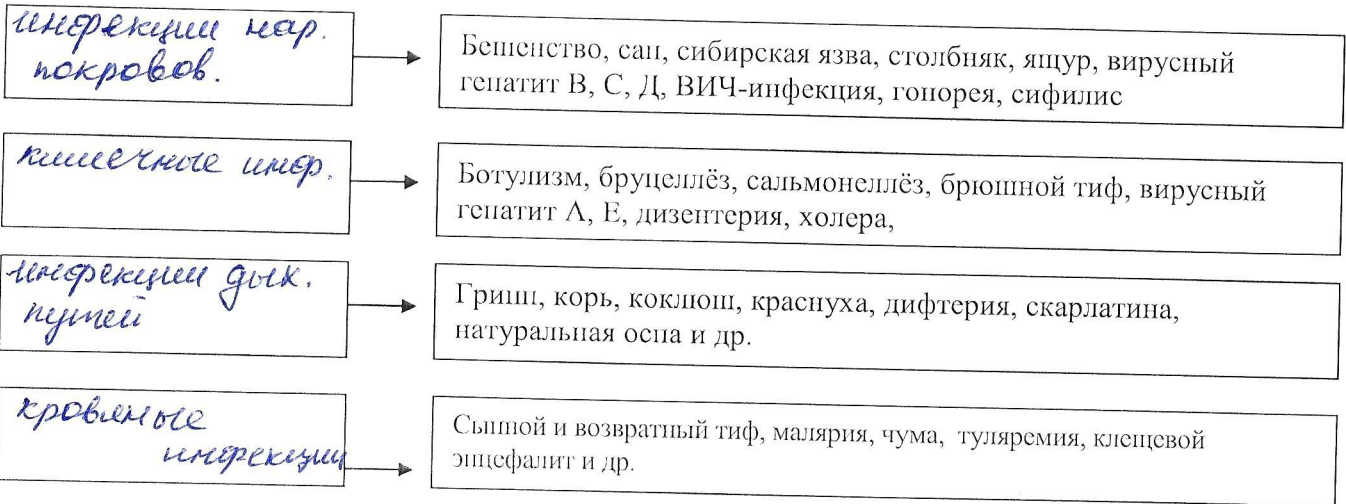 инфекции нар.
покровов.
Бешенство, сап, сибирская язва, столбняк, ящур, вирусный
гепатит В, С, Д, ВИЧ-инфекция, гонорея, сифилис
кишечные инф.
Ботулизм, бруцеллёз, сальмонеллёз, брюшной тиф, вирусный
гепатит А, Е, дизентерия, холера,
инфекции дых.
путей
Грипп, корь, коклюш, краснуха, дифтерия, скарлатина,
натуральная оспа и др.
кровяные
инфекции
Сыпной и возвратный тиф, малярия, чума, туляремия, клещевой
энцефалит и др.